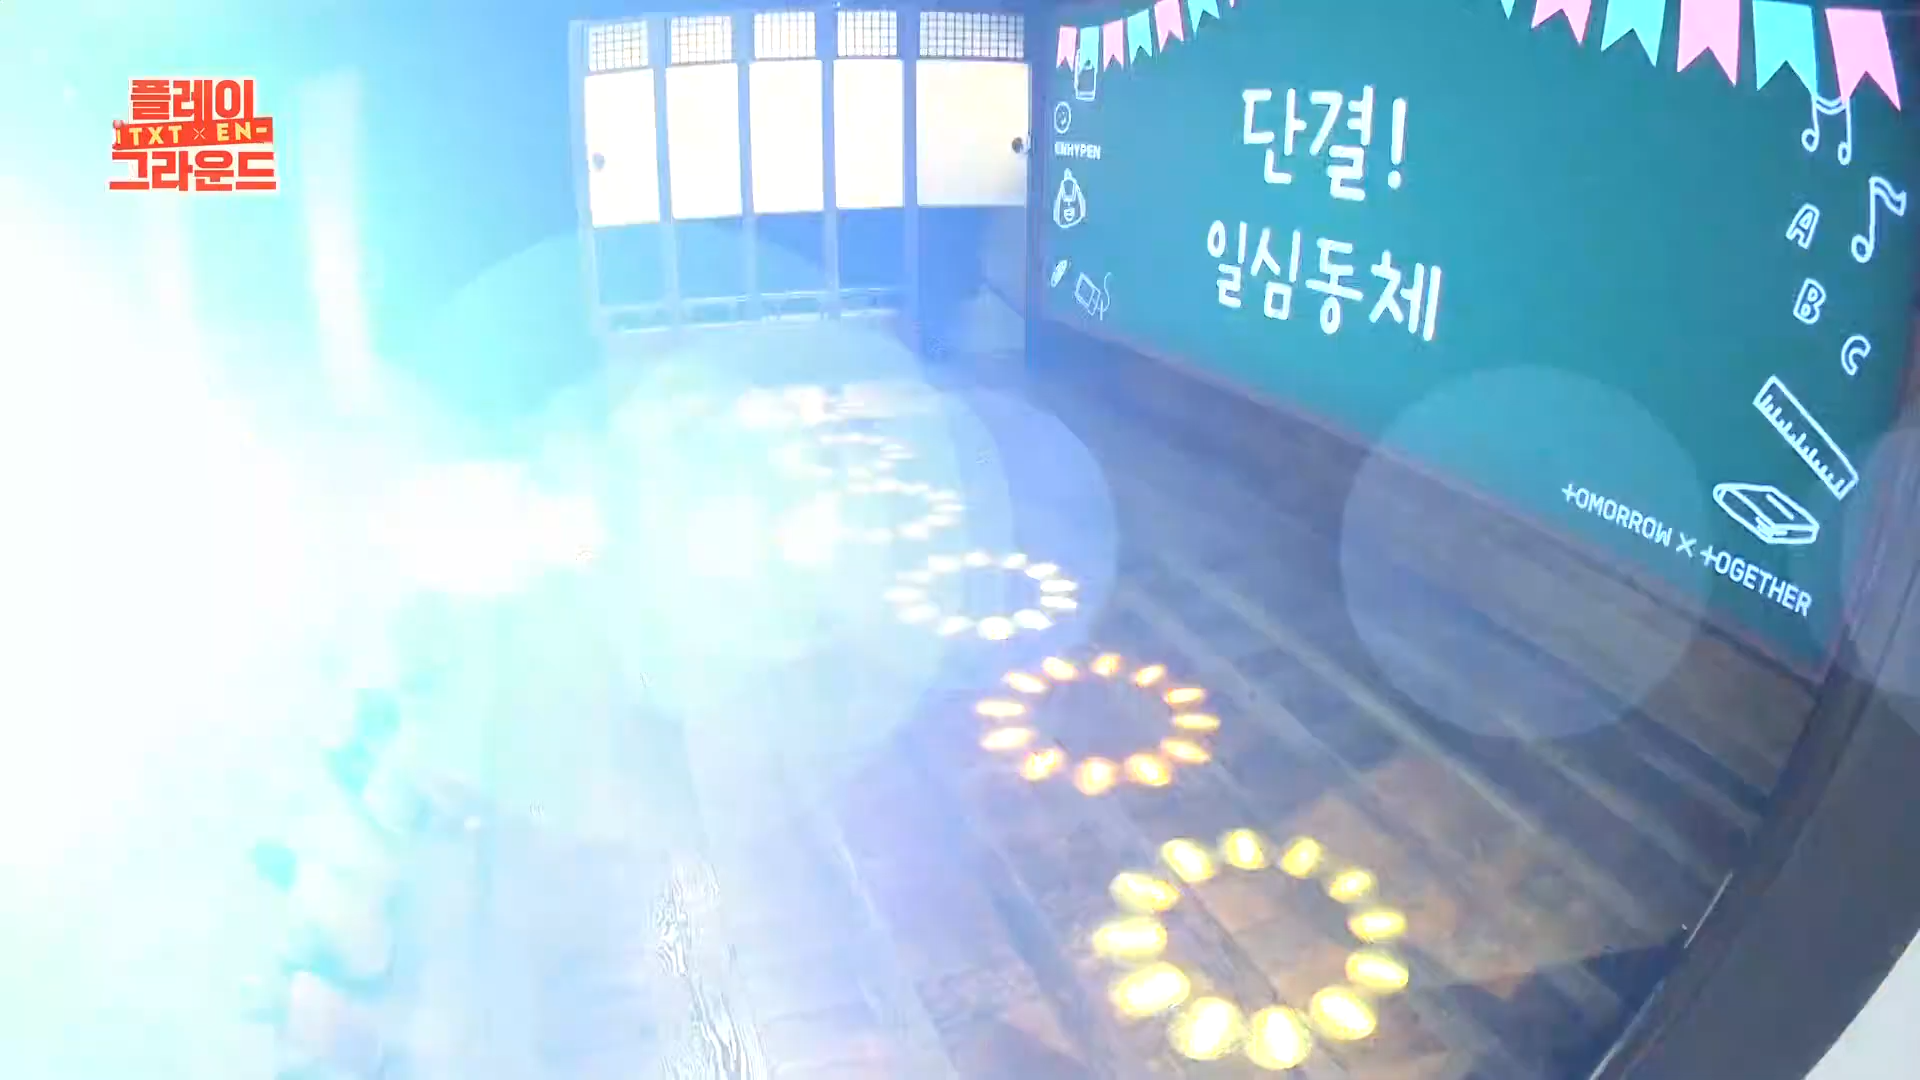 플레이
TXT × EN-
그라운드
단결!
일심동체
ENHYPEN
A
B
C
TOMORROW X TOGETHER